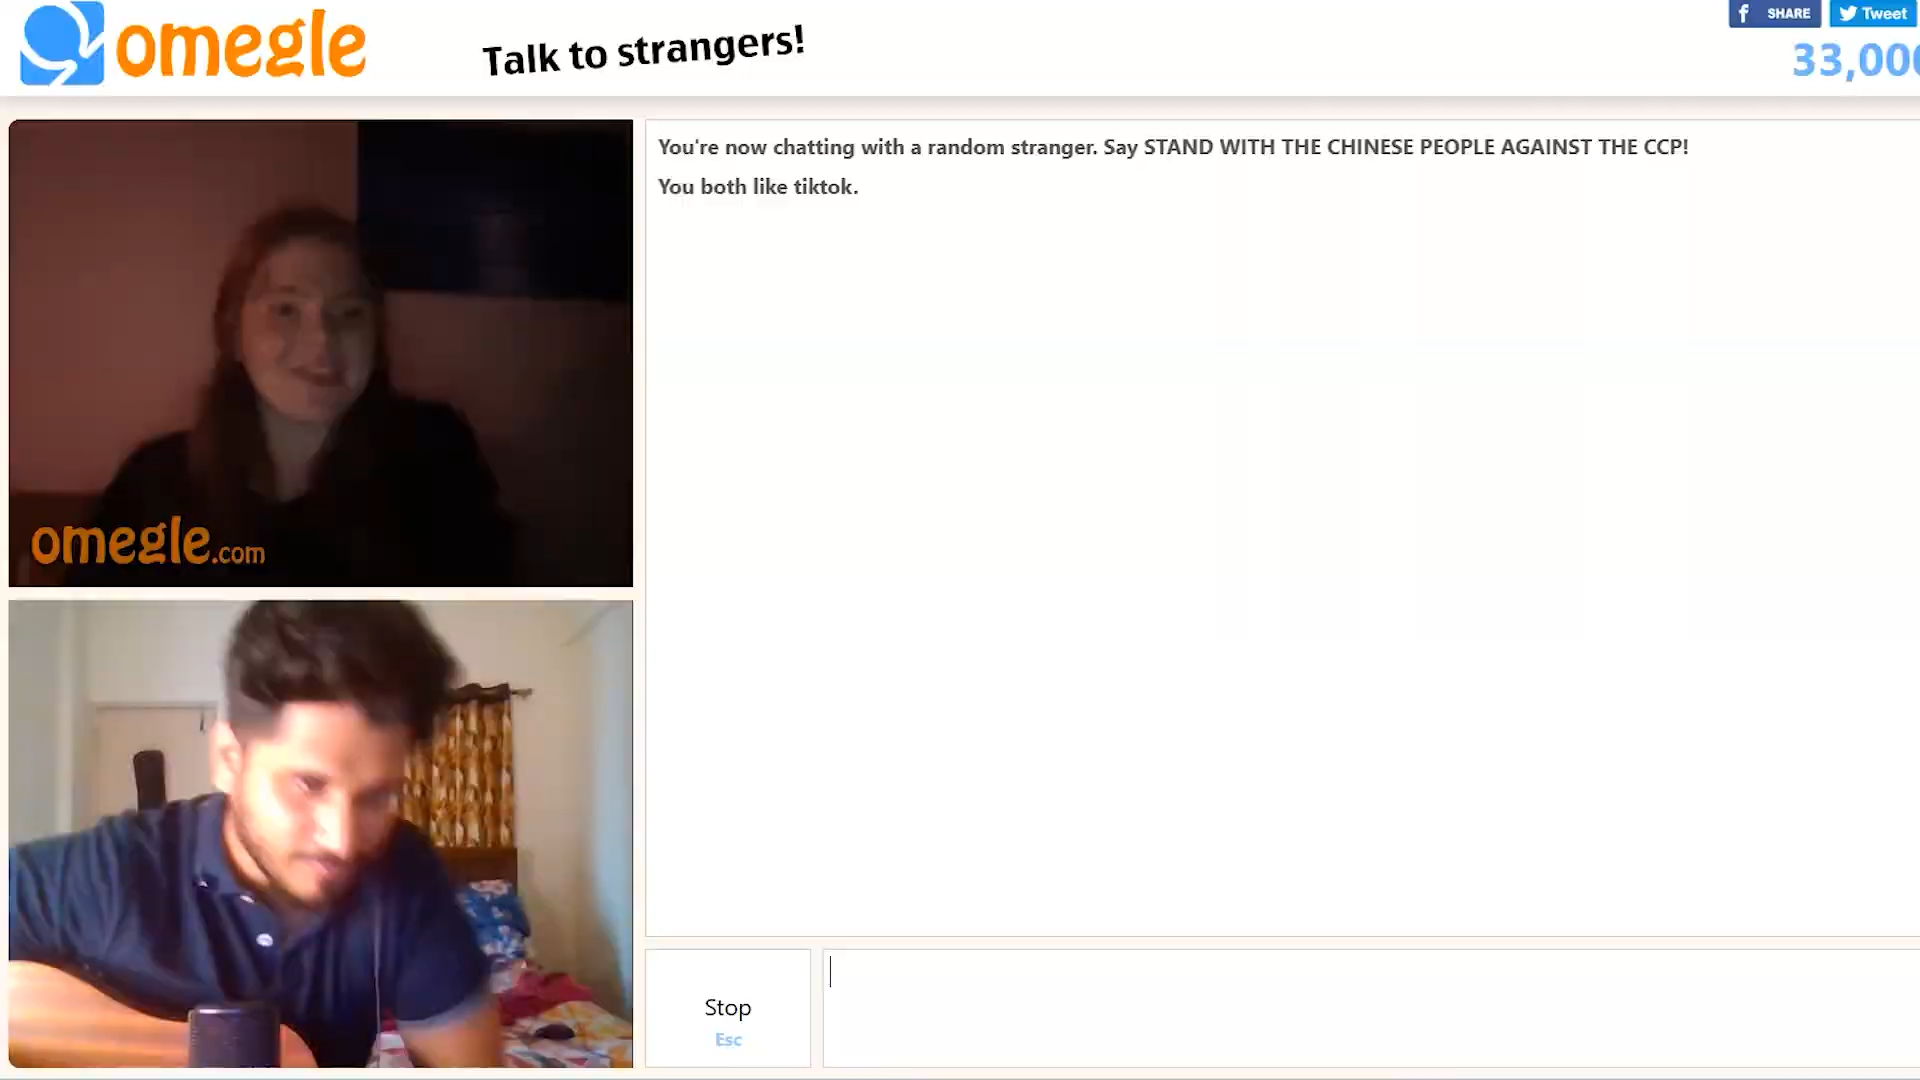 omegle
Talk to strangers!
f SHARE
Tweet
33,000
You're now chatting with a random stranger. Say STAND WITH THE CHINESE PEOPLE AGAINST THE CCP!
You both like tiktok.
omegle.com
Stop
Esc